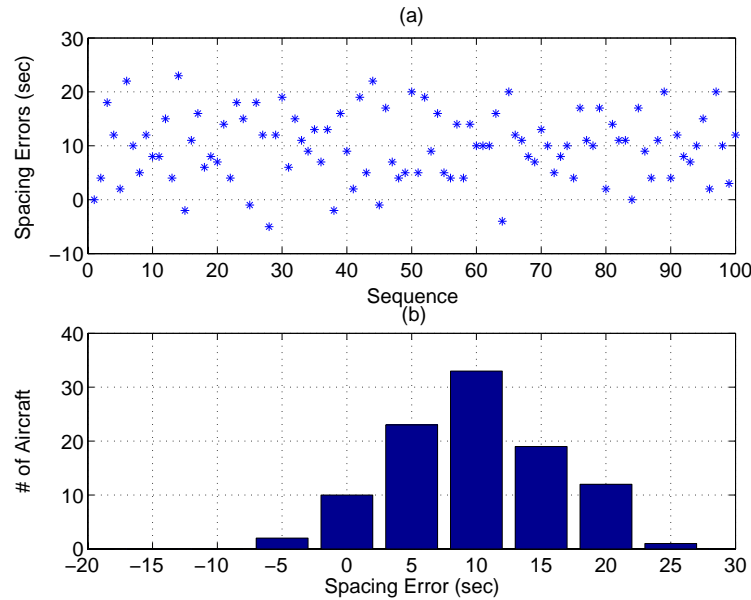 (a)
30
20
10
0
−10
Spacing Errors (sec)
0 10 20 30 40 50 60 70 80 90 100
Sequence
(b)
40
30
20
10
0
# of Aircraft
−20 −15 −10 −5 0 5 10 15 20 25 30
Spacing Error (sec)